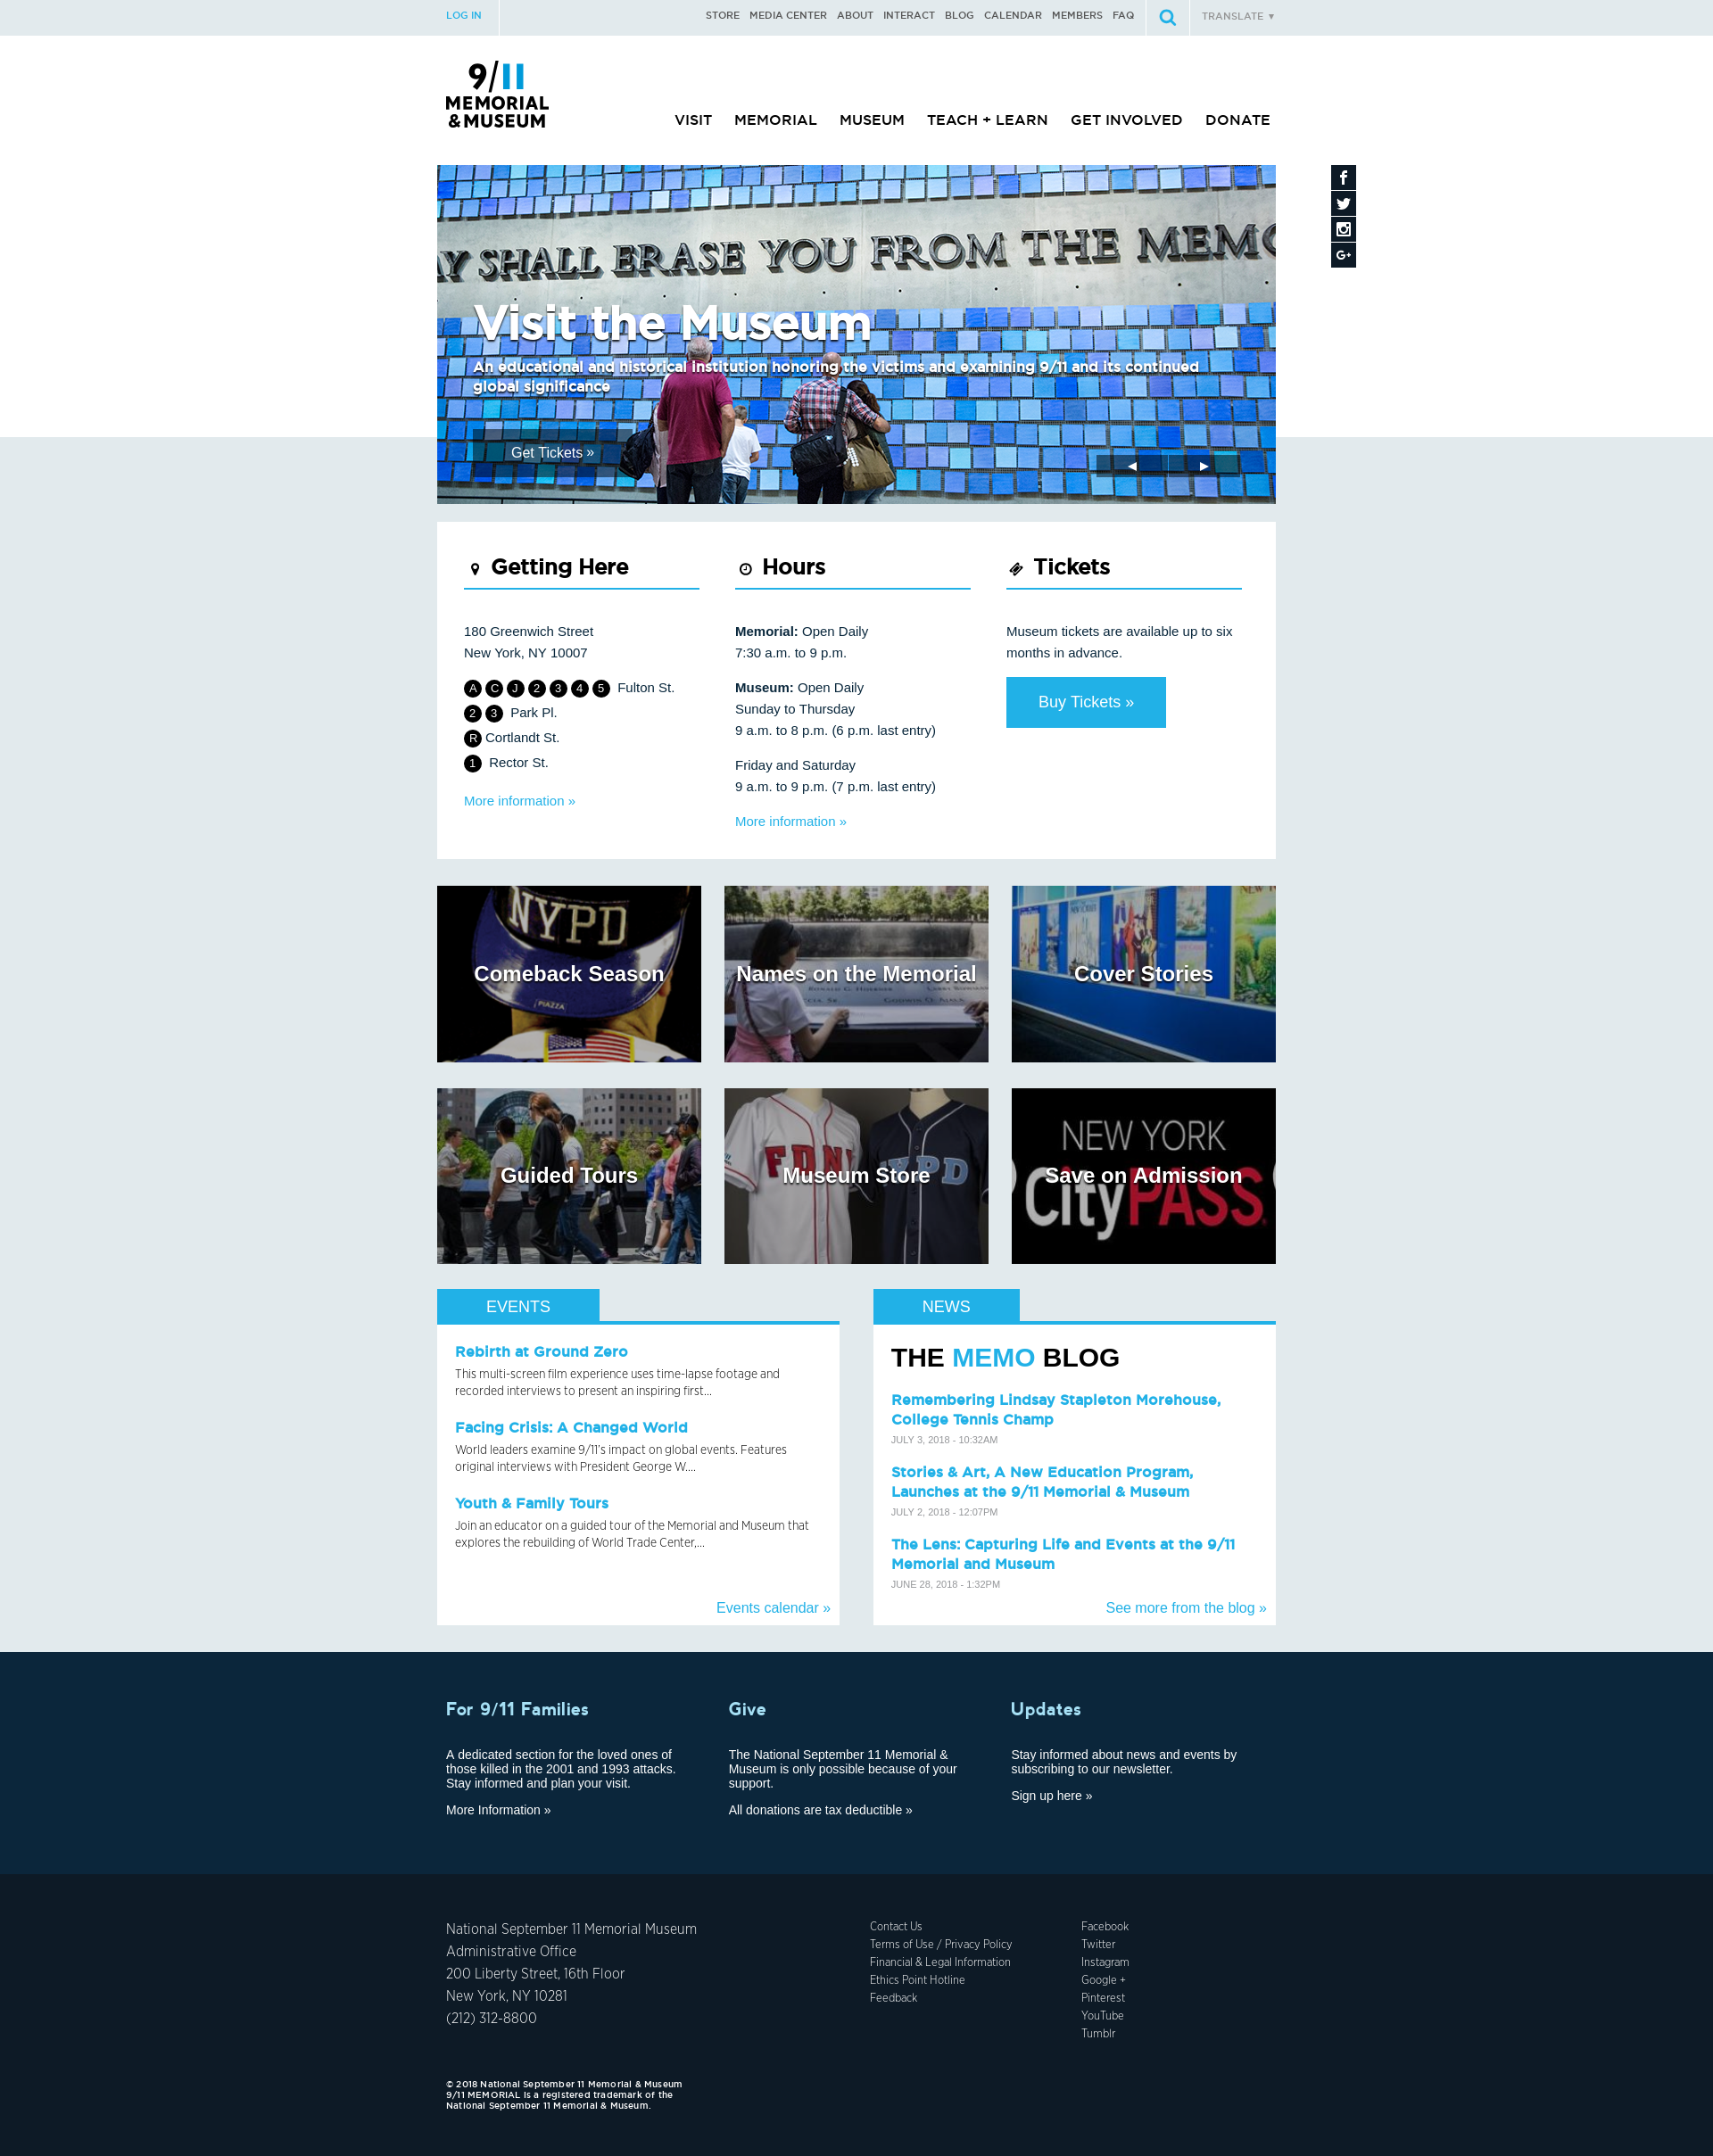 LOG IN
STORE MEDIA CENTER ABOUT INTERACT BLOG CALENDAR MEMBERS FAQ
TRANSLATE ▼
9/11
MEMORIAL
& MUSEUM
VISIT MEMORIAL MUSEUM TEACH + LEARN GET INVOLVED DONATE
AY SHALL ERASE YOU FROM THE MEMO
Visit the Museum
An educational and historical institution honoring the victims and examining 9/11 and its continued
global significance
Get Tickets »
Getting Here
180 Greenwich Street
New York, NY 10007
A C J 2 3 4 5 Fulton St.
2 3 Park Pl.
R Cortlandt St.
1 Rector St.
More information »
Hours
Memorial: Open Daily
7:30 a.m. to 9 p.m.
Museum: Open Daily
Sunday to Thursday
9 a.m. to 8 p.m. (6 p.m. last entry)
Friday and Saturday
9 a.m. to 9 p.m. (7 p.m. last entry)
More information »
Tickets
Museum tickets are available up to six
months in advance.
Buy Tickets »
NYPD
Comeback Season
PIAZZA
Names on the Memorial
Cover Stories
Guided Tours
FDNY
NYPD
Museum Store
NEW YORK
CityPASS
Save on Admission
EVENTS
Rebirth at Ground Zero
This multi-screen film experience uses time-lapse footage and
recorded interviews to present an inspiring first...
Facing Crisis: A Changed World
World leaders examine 9/11's impact on global events. Features
original interviews with President George W....
Youth & Family Tours
Join an educator on a guided tour of the Memorial and Museum that
explores the rebuilding of World Trade Center,...
Events calendar »
NEWS
THE MEMO BLOG
Remembering Lindsay Stapleton Morehouse,
College Tennis Champ
JULY 3, 2018 - 10:32AM
Stories & Art, A New Education Program,
Launches at the 9/11 Memorial & Museum
JULY 2, 2018 - 12:07PM
The Lens: Capturing Life and Events at the 9/11
Memorial and Museum
JUNE 28, 2018 - 1:32PM
See more from the blog »
For 9/11 Families
A dedicated section for the loved ones of
those killed in the 2001 and 1993 attacks.
Stay informed and plan your visit.
More Information »
Give
The National September 11 Memorial &
Museum is only possible because of your
support.
All donations are tax deductible »
Updates
Stay informed about news and events by
subscribing to our newsletter.
Sign up here »
National September 11 Memorial Museum
Administrative Office
200 Liberty Street, 16th Floor
New York, NY 10281
(212) 312-8800
Contact Us
Terms of Use / Privacy Policy
Financial & Legal Information
Ethics Point Hotline
Feedback
Facebook
Twitter
Instagram
Google +
Pinterest
YouTube
Tumblr
© 2018 National September 11 Memorial & Museum
9/11 MEMORIAL is a registered trademark of the
National September 11 Memorial & Museum.